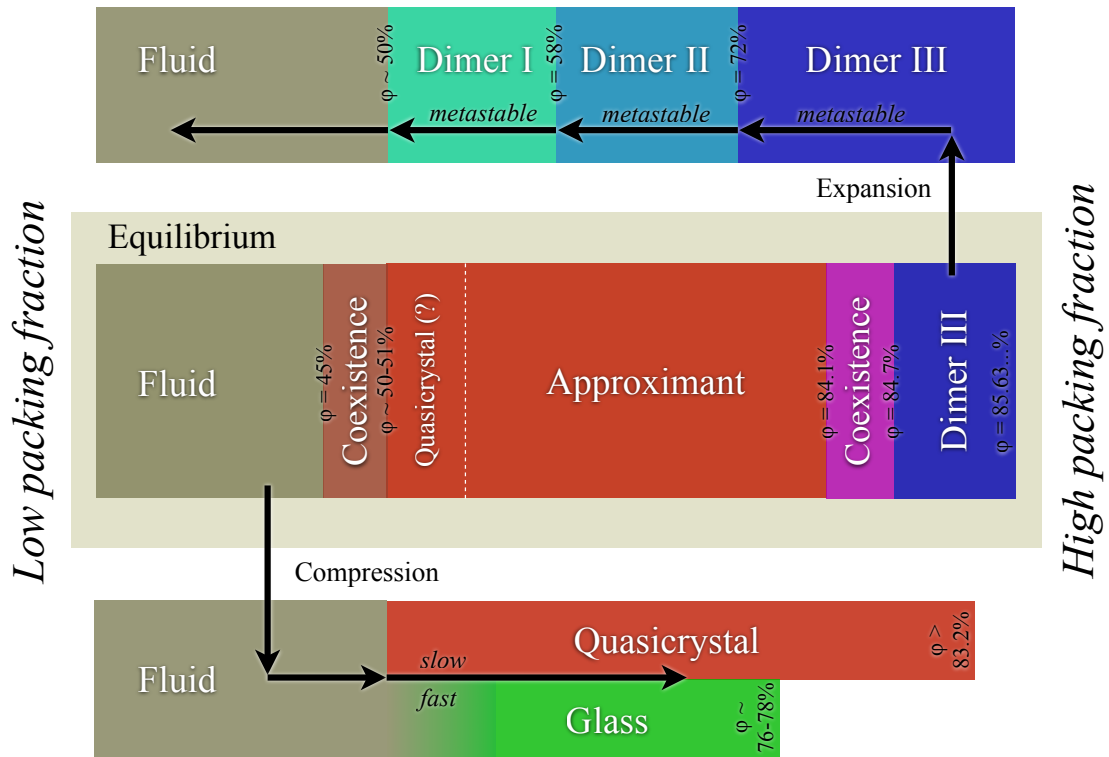 Fluid
φ ~ 50%
Dimer I
φ = 58%
Dimer II
φ = 72%
Dimer III
metastable
metastable
metastable
Expansion
Low packing fraction
High packing fraction
Equilibrium
Fluid
φ = 45%
Coexistence
φ ~ 50-51%
Quasicrystal (?)
Approximant
φ = 84.1%
Coexistence
φ = 84.7%
Dimer III
φ = 85.63...%
Compression
Fluid
slow
fast
Quasicrystal
φ >
83.2%
Glass
φ ~
76-78%